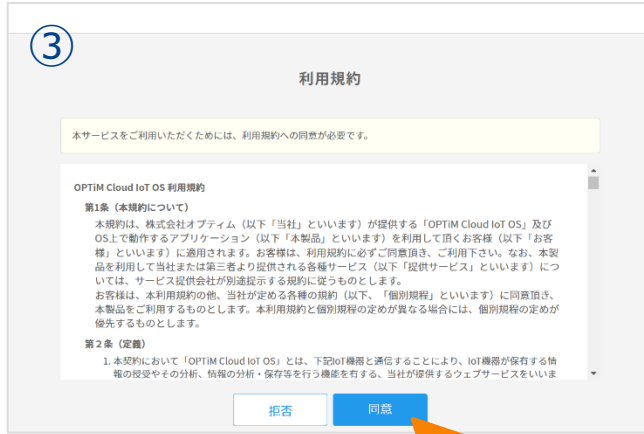 ③
利用規約
本サービスをご利用いただくためには、利用規約への同意が必要です。
OPTiM Cloud IoT OS 利用規約
第1条（本規約について）
本規約は、株式会社オプティム（以下「当社」といいます）が提供する「OPTiM Cloud IoT OS」及び
OS上で動作するアプリケーション（以下「本製品」といいます）を利用して頂くお客様（以下「お客
様」といいます）に適用されます。お客様は、利用規約に必ずご同意頂き、ご利用下さい。なお、本製
品を利用して当社または第三者より提供される各種サービス（以下「提供サービス」といいます）につ
いては、サービス提供会社が別途提示する規約に従うものとします。
お客様は、本利用規約の他、当社が定める各種の規約（以下、「個別規程」といいます）に同意頂き、
本製品をご利用するものとします。本利用規約と個別規程の定めが異なる場合には、個別規程の定めが
優先するものとします。
第２条（定義）
1. 本契約において「OPTiM Cloud IoT OS」とは、下記IoT機器と通信することにより、IoT機器が保有する情
報の授受やその分析、情報の分析・保存等を行う機能を有する、当社が提供するウェブサービスをいいま
拒否
同意